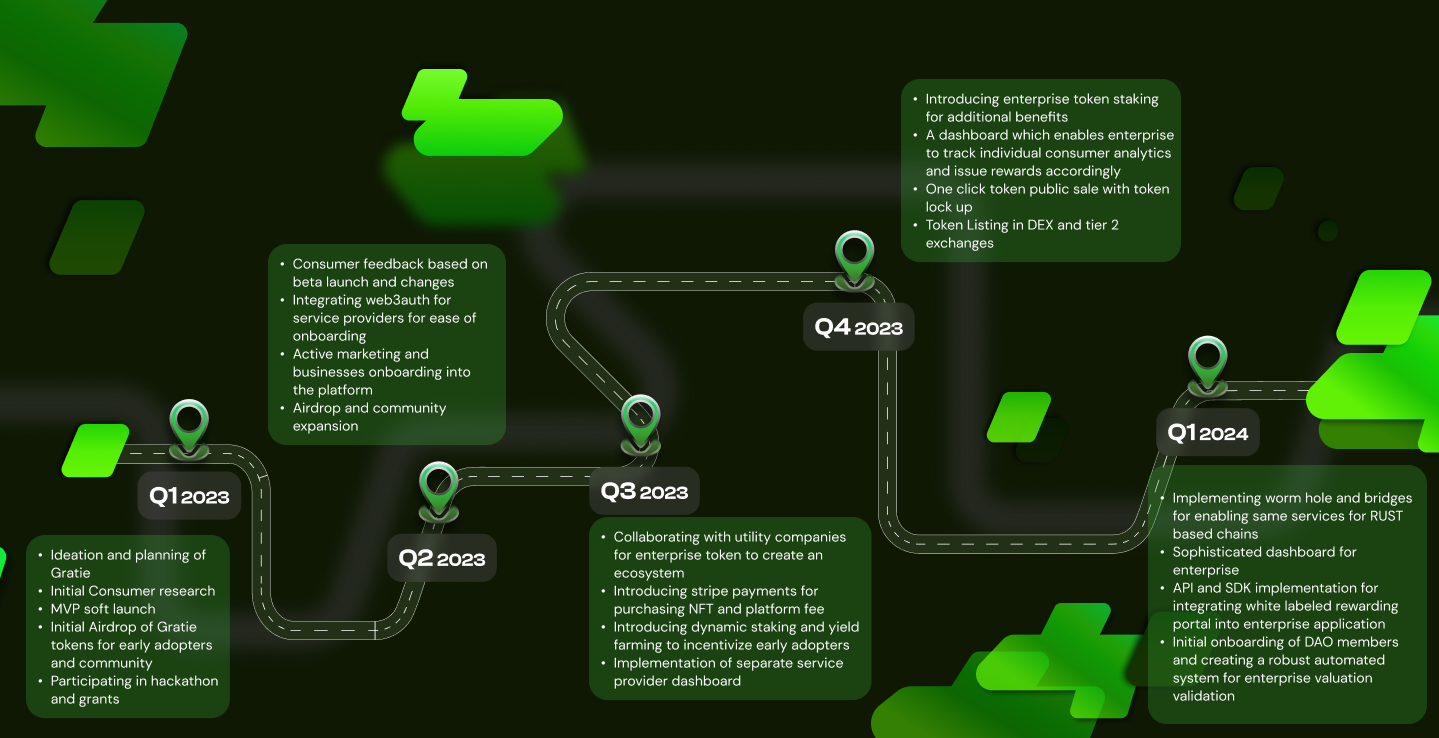 Q1 2023
• Ideation and planning of
Gratie
• Initial Consumer research
• MVP soft launch
• Initial Airdrop of Gratie
tokens for early adopters
and community
• Participating in hackathon
and grants
• Consumer feedback based on
beta launch and changes
• Integrating web3auth for
service providers for ease of
onboarding
• Active marketing and
businesses onboarding into
the platform
• Airdrop and community
expansion
Q2 2023
Q3 2023
• Collaborating with utility companies
for enterprise token to create an
ecosystem
• Introducing stripe payments for
purchasing NFT and platform fee
• Introducing dynamic staking and yield
farming to incentivize early adopters
• Implementation of separate service
provider dashboard
• Introducing enterprise token staking
for additional benefits
• A dashboard which enables enterprise
to track individual consumer analytics
and issue rewards accordingly
• One click token public sale with token
lock up
• Token Listing in DEX and tier 2
exchanges
Q4 2023
Q1 2024
• Implementing worm hole and bridges
for enabling same services for RUST
based chains
• Sophisticated dashboard for
enterprise
• API and SDK implementation for
integrating white labeled rewarding
portal into enterprise application
• Initial onboarding of DAO members
and creating a robust automated
system for enterprise valuation
validation